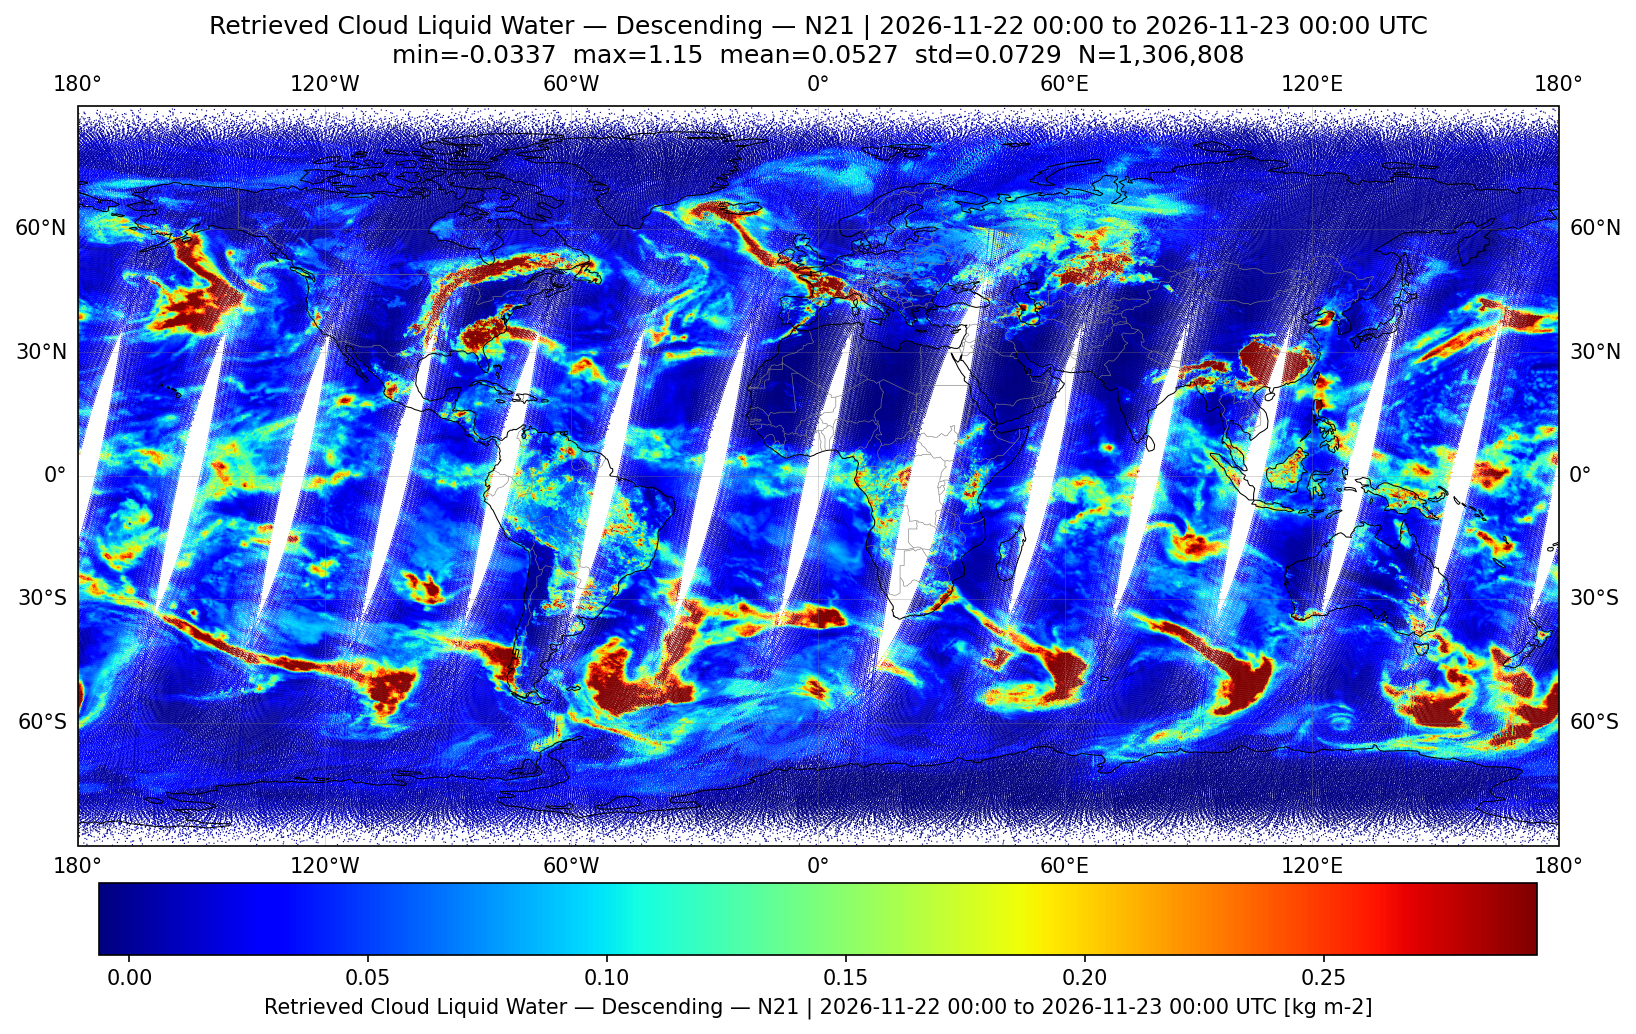 Retrieved Cloud Liquid Water — Descending — N21 | 2026-11-22 00:00 to 2026-11-23 00:00 UTC
min=-0.0337 max=1.15 mean=0.0527 std=0.0729 N=1,306,808
180° 120°W 60°W 0° 60°E 120°E 180°
60°N 60°N
30°N 30°N
0° 0°
30°S 30°S
60°S 60°S
180° 120°W 60°W 0° 60°E 120°E 180°
0.00 0.05 0.10 0.15 0.20 0.25
Retrieved Cloud Liquid Water — Descending — N21 | 2026-11-22 00:00 to 2026-11-23 00:00 UTC [kg m-2]